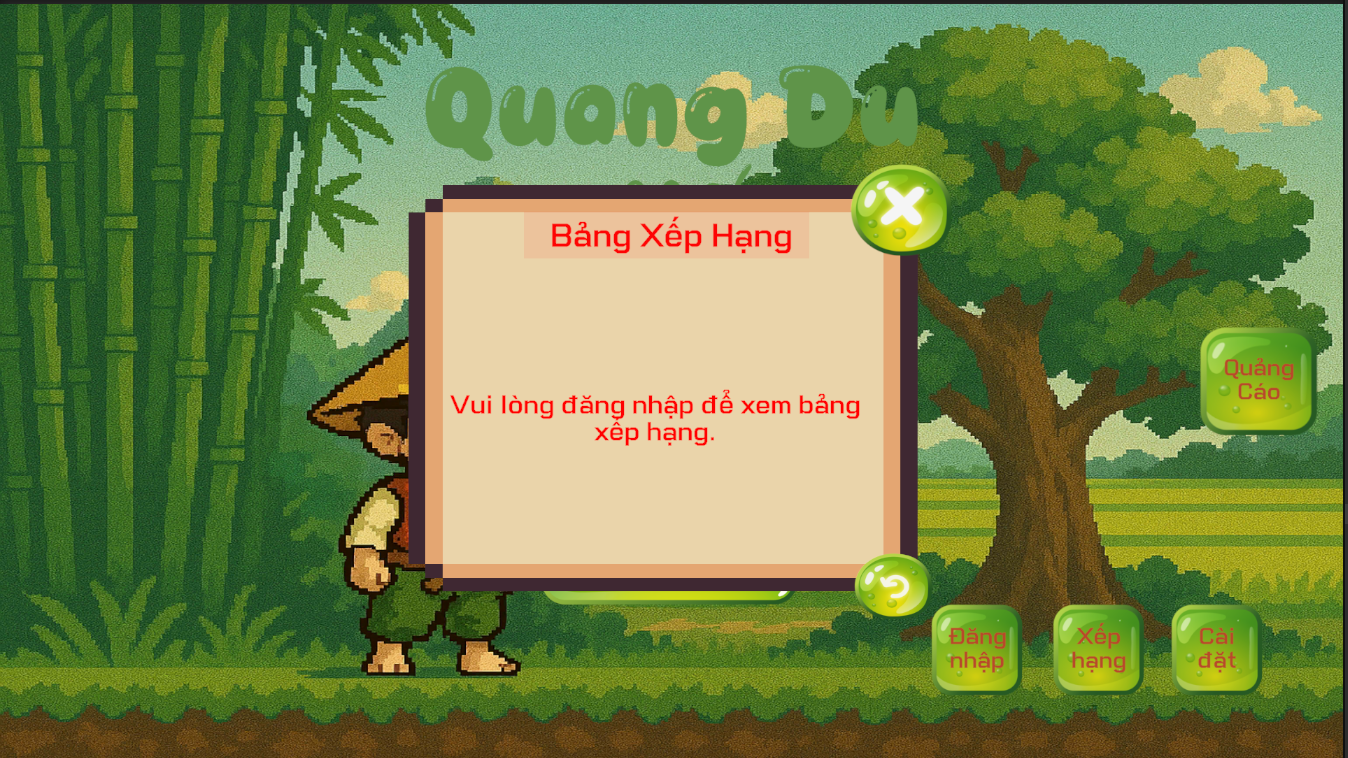 Quang Du
Bảng Xếp Hạng
Vui lòng đăng nhập để xem bảng
xếp hạng.
Quảng
Cáo
Đăng
nhập
Xếp
hạng
Cài
đặt